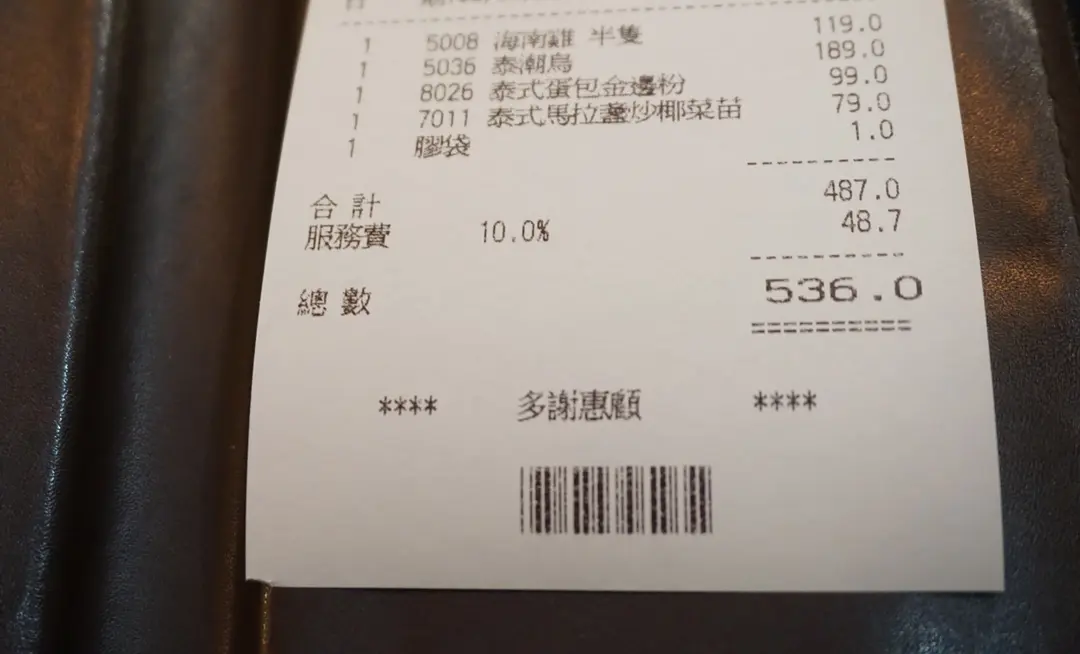 1 5008 海南雞 半隻 119.0
1 5036 泰潮烏 189.0
1 8026 泰式蛋包金邊粉 99.0
1 7011 泰式馬拉盞炒椰菜苗 79.0
1 膠袋 1.0
合計 487.0
服務費 10.0% 48.7
總數 536.0
**** 多謝惠顧 ****